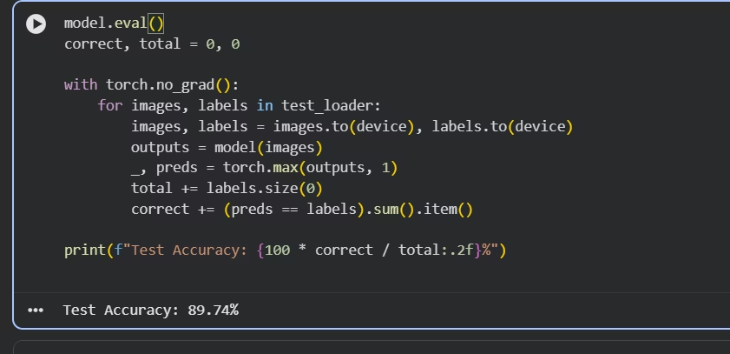 model.eval()
correct, total = 0, 0
with torch.no_grad():
    for images, labels in test_loader:
        images, labels = images.to(device), labels.to(device)
        outputs = model(images)
        _, preds = torch.max(outputs, 1)
        total += labels.size(0)
        correct += (preds == labels).sum().item()
print(f"Test Accuracy: {100 * correct / total:.2f}%")
Test Accuracy: 89.74%